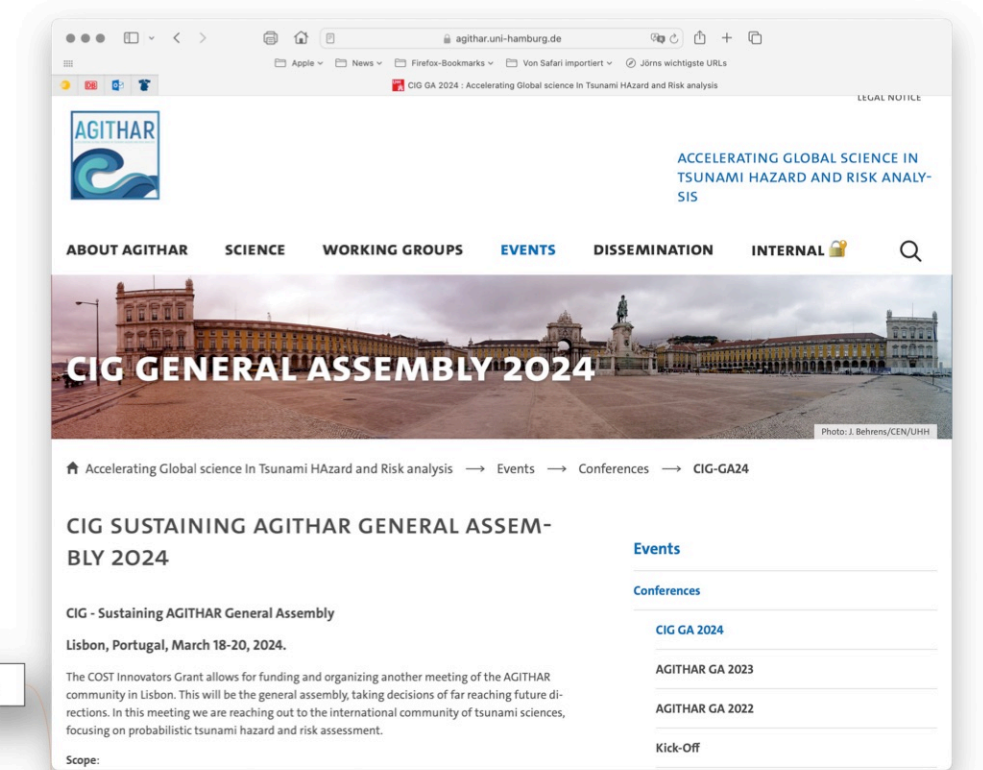 agithar.uni-hamburg.de
Apple
News
Firefox-Bookmarks
Von Safari importiert
Jörns wichtigste URLs
CIG GA 2024 : Accelerating Global science In Tsunami HAzard and Risk analysis
LEGAL NOTICE
AGITHAR
ACCELERATING GLOBAL SCIENCE IN
TSUNAMI HAZARD AND RISK ANALY-
SIS
ABOUT AGITHAR SCIENCE WORKING GROUPS EVENTS DISSEMINATION INTERNAL
CIG GENERAL ASSEMBLY 2024
Photo: J. Behrens/CEN/UHH
Accelerating Global science In Tsunami HAzard and Risk analysis → Events → Conferences → CIG-GA24
CIG SUSTAINING AGITHAR GENERAL ASSEM-
BLY 2024
CIG - Sustaining AGITHAR General Assembly
Lisbon, Portugal, March 18-20, 2024.
The COST Innovators Grant allows for funding and organizing another meeting of the AGITHAR
community in Lisbon. This will be the general assembly, taking decisions of far reaching future di-
rections. In this meeting we are reaching out to the international community of tsunami sciences,
focusing on probabilistic tsunami hazard and risk assessment.
Scope:
Events
Conferences
CIG GA 2024
AGITHAR GA 2023
AGITHAR GA 2022
Kick-Off